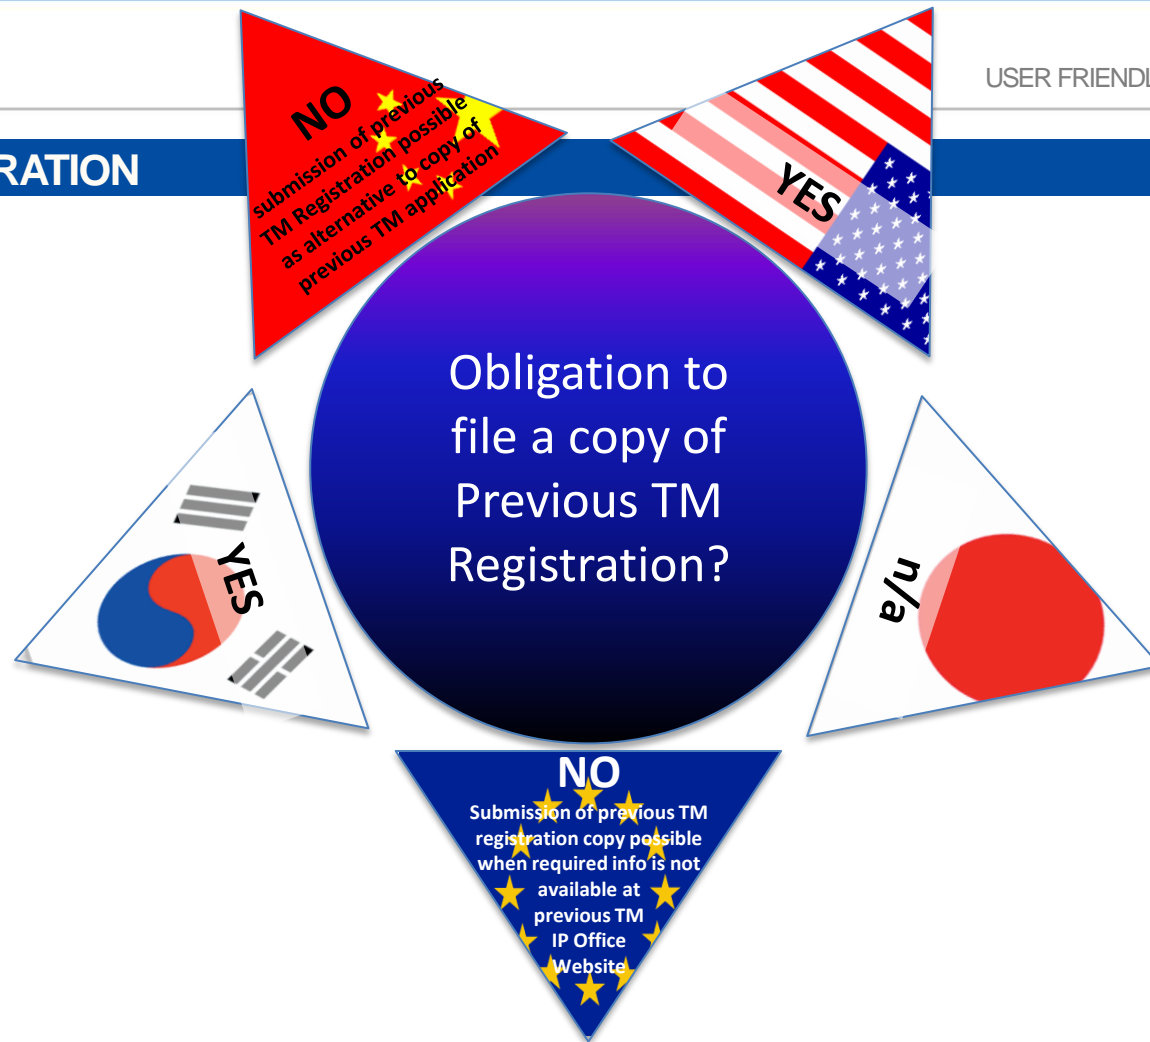 USER FRIENDL
RATION
NO
submission of previous
TM Registration possible
as alternative to copy of
previous TM application
YES
Obligation to
file a copy of
Previous TM
Registration?
YES
n/a
NO
Submission of previous TM
registration copy possible
when required info is not
available at
previous TM
IP Office
Website